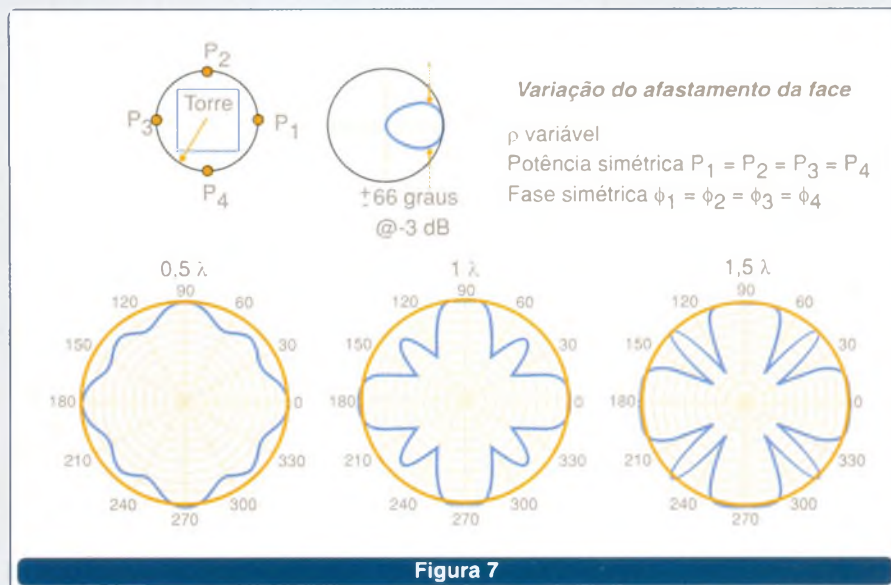 P2
Torre
P3
P1
P4
±66 graus
@-3 dB
Variação do afastamento da face
ρ variável
Potência simétrica P1 = P2 = P3 = P4
Fase simétrica ϕ1 = ϕ2 = ϕ3 = ϕ4
0,5 λ
90
120
60
150
30
180
0
210
330
240
300
270
1 λ
90
120
60
150
30
180
0
210
330
240
300
270
1,5 λ
90
120
60
150
30
180
0
210
330
240
300
270
Figura 7